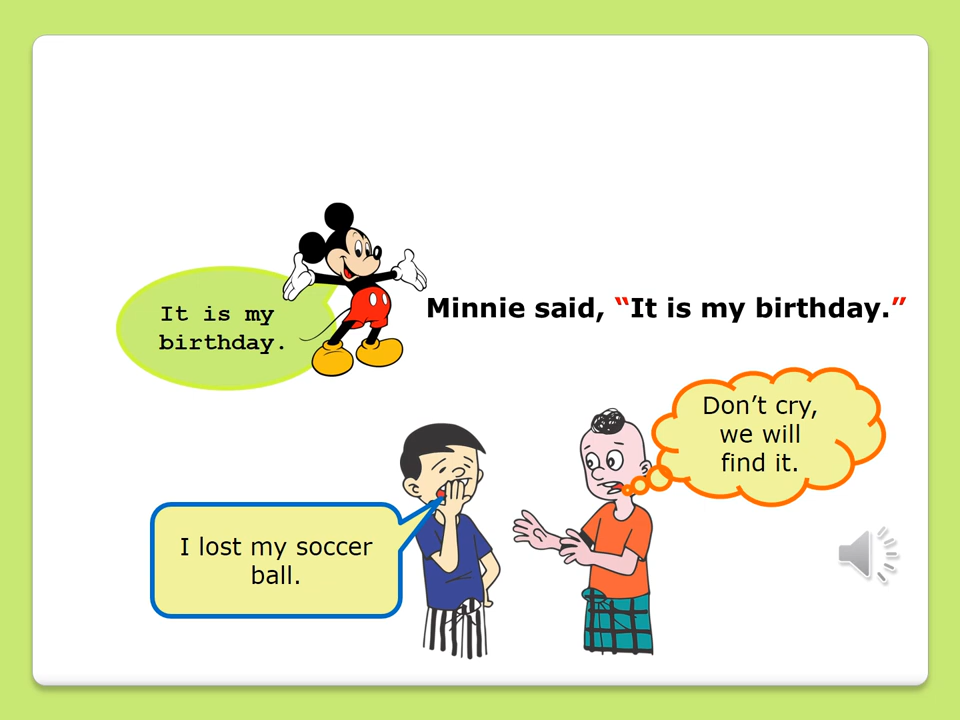 It is my
birthday.
Minnie said, “It is my birthday.”
Don’t cry,
we will
find it.
I lost my soccer
ball.